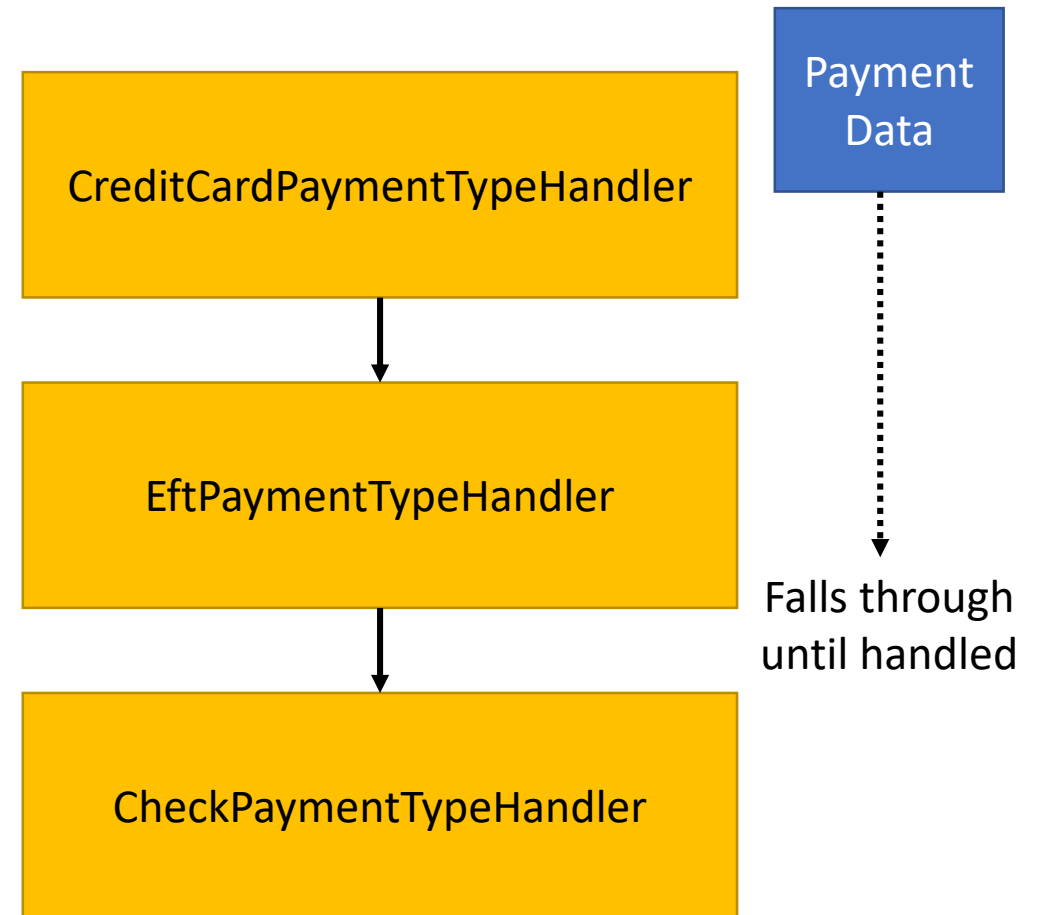 Payment
Data
CreditCardPaymentTypeHandler
EftPaymentTypeHandler
Falls through
until handled
CheckPaymentTypeHandler